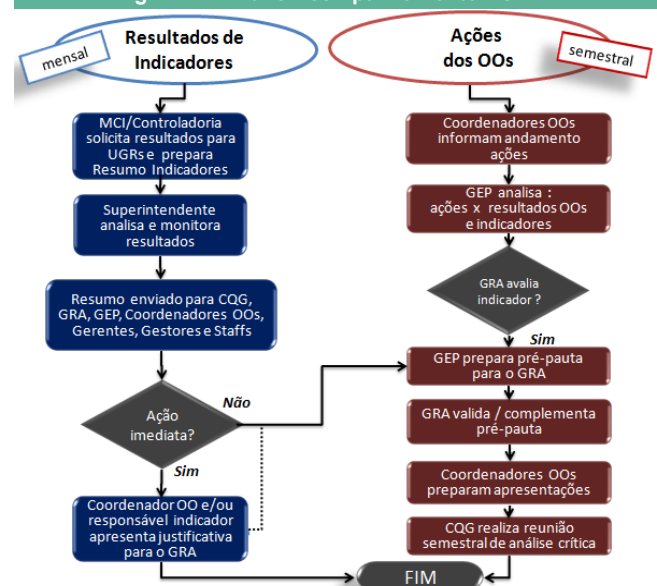 mensal
Resultados de
Indicadores
MCI/Controladoria
solicita resultados para
UGRs e prepara
Resumo Indicadores
Superintendente
analisa e monitora
resultados
Resumo enviado para CQG,
GRA, GEP, Coordenadores OOs,
Gerentes, Gestores e Staffs
Ação
imediata?
Não
Sim
Coordenador OO e/ou
responsável indicador
apresenta justificativa
para o GRA
Ações
dos OOs
semestral
Coordenadores OOs
informam andamento
ações
GEP analisa :
ações x resultados OOs
e indicadores
GRA avalia
indicador ?
Sim
GEP prepara pré-pauta
para o GRA
GRA valida / complementa
pré-pauta
Coordenadores OOs
preparam apresentações
CQG realiza reunião
semestral de análise crítica
FIM